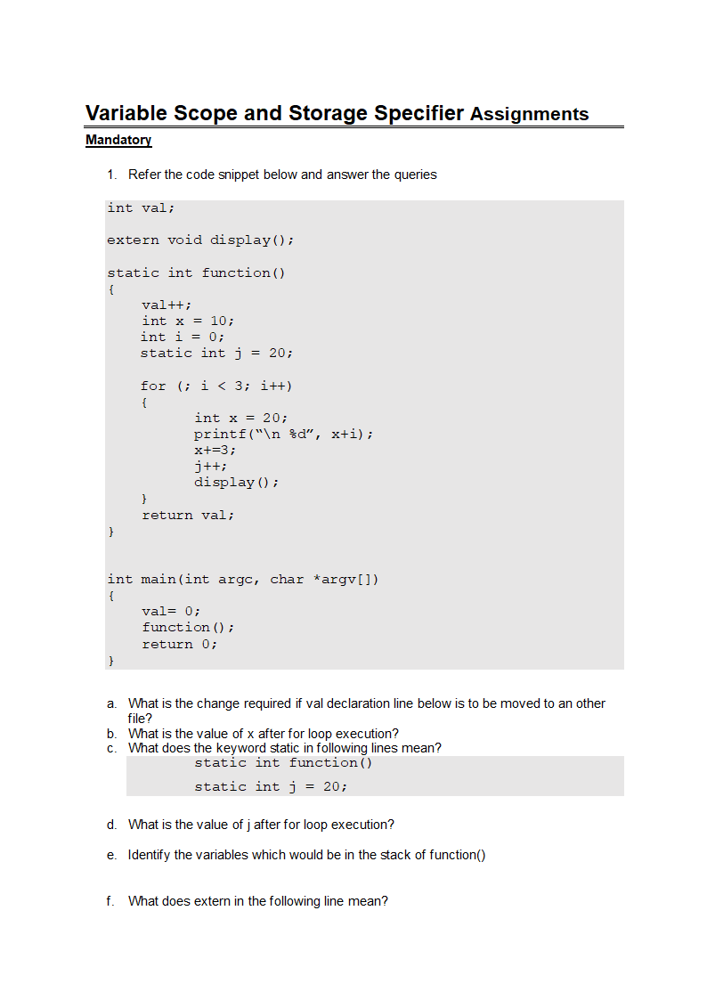 Variable Scope and Storage Specifier Assignments
Mandatory
1. Refer the code snippet below and answer the queries
int val;
extern void display();
static int function()
{
val++;
int x = 10;
int i = 0;
static int j = 20;
for (; i < 3; i++)
{
int x = 20;
printf(“\n %d”, x+i);
x+=3;
j++;
display();
}
return val;
}
int main(int argc, char *argv[])
{
val= 0;
function();
return 0;
}
a. What is the change required if val declaration line below is to be moved to an other
file?
b. What is the value of x after for loop execution?
c. What does the keyword static in following lines mean?
static int function()
static int j = 20;
d. What is the value of j after for loop execution?
e. Identify the variables which would be in the stack of function()
f. What does extern in the following line mean?